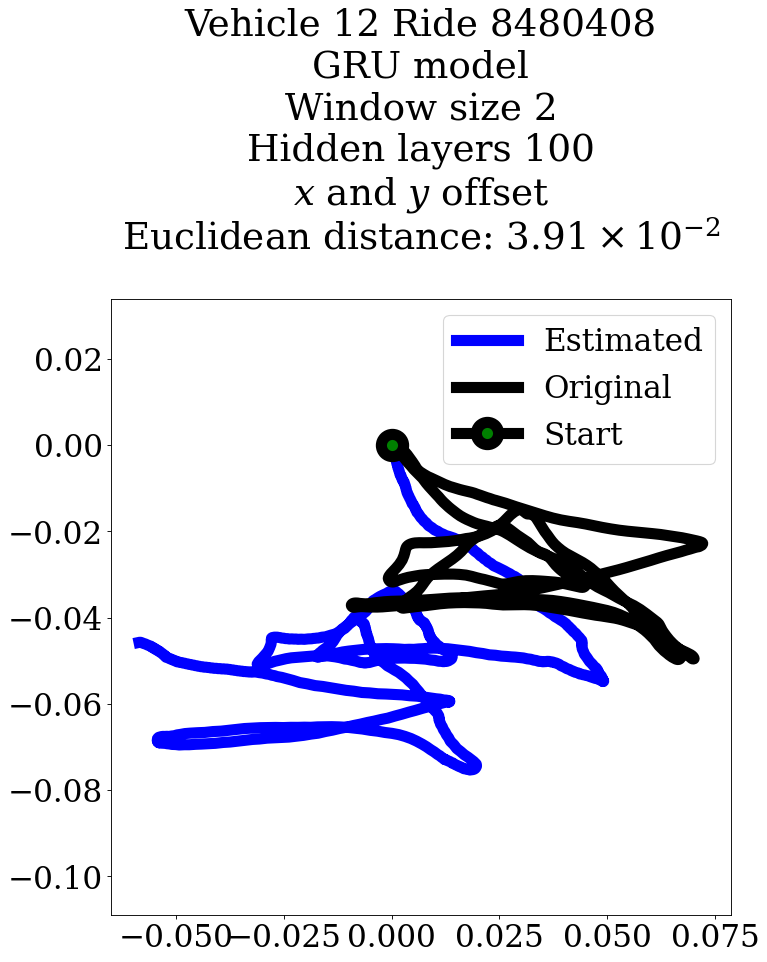 Vehicle 12 Ride 8480408
GRU model
Window size 2
Hidden layers 100
x and y offset
Euclidean distance: 3.91 × 10⁻²
Estimated
Original
Start
0.02
0.00
−0.02
−0.04
−0.06
−0.08
−0.10
−0.050 −0.025 0.000 0.025 0.050 0.075